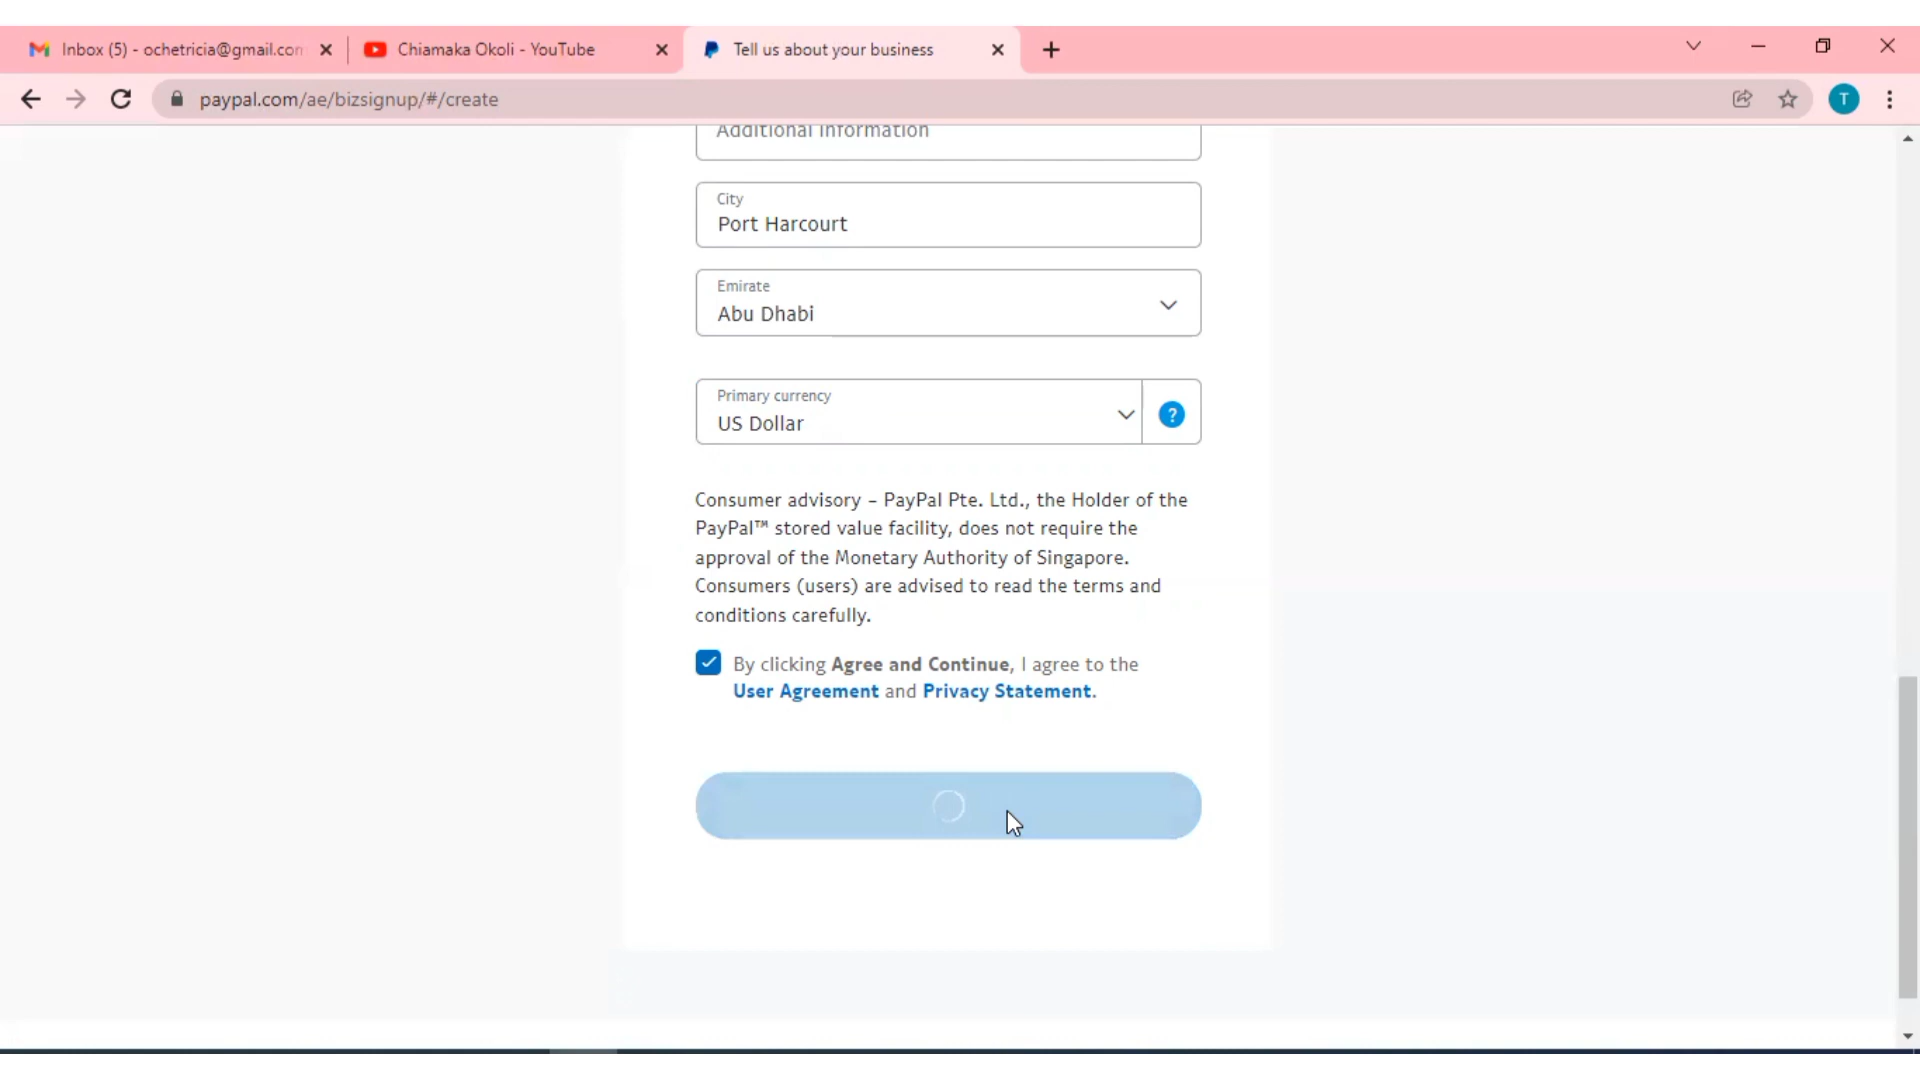 Inbox (5) - ochetricia@gmail.com
Chiamaka Okoli - YouTube
Tell us about your business
paypal.com/ae/bizsignup/#/create
T
Additional information
City
Port Harcourt
Emirate
Abu Dhabi
Primary currency
US Dollar
?
Consumer advisory – PayPal Pte. Ltd., the Holder of the
PayPal™ stored value facility, does not require the
approval of the Monetary Authority of Singapore.
Consumers (users) are advised to read the terms and
conditions carefully.
By clicking Agree and Continue, I agree to the
User Agreement and Privacy Statement.